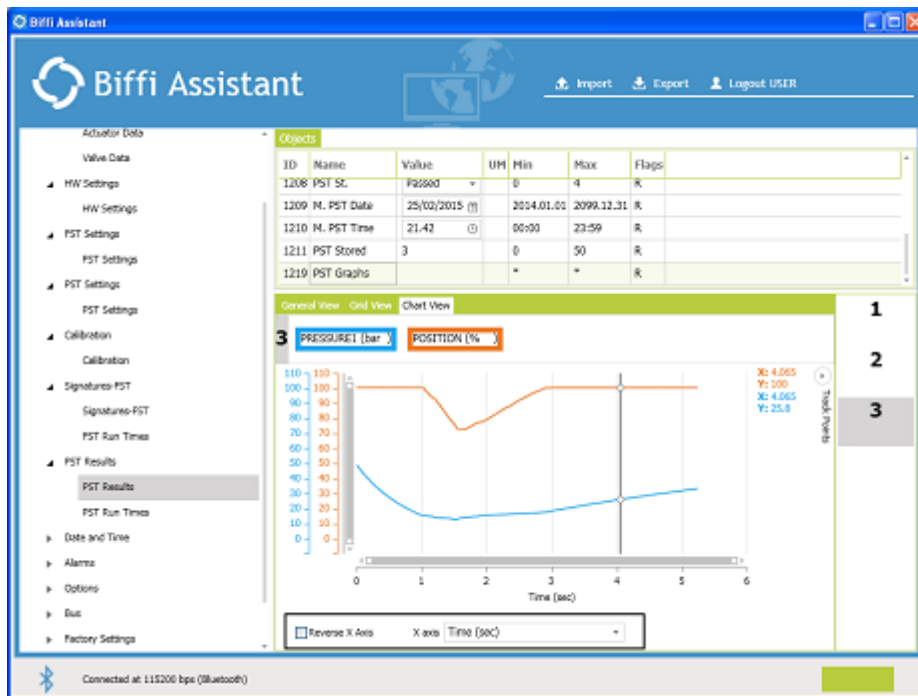 Biffi Assistant
Biffi Assistant
Import Export Logout USER
Actuator Data
Valve Data
HW Settings
HW Settings
FST Settings
FST Settings
PST Settings
PST Settings
Calibration
Calibration
Signatures-FST
Signatures-FST
FST Run Times
PST Results
PST Results
PST Run Times
Date and Time
Alarms
Options
Bus
Factory Settings
Objects
ID Name Value UM Min Max Flags
1208 PST St. Passed 0 4 R
1209 M. PST Date 25/02/2015 2014.01.01 2099.12.31 R
1210 M. PST Time 21.42 00:00 23:59 R
1211 PST Stored 3 0 50 R
1219 PST Graphs * * R
General View Grid View Chart View
3 PRESSURE1 (bar ) POSITION (% )
X: 4.065
Y: 100
X: 4.065
Y: 25.8
Track Points
110 110
100 100
90 90
80 80
70 70
60 60
50 50
40 40
30 30
20 20
10 10
0 0
0 1 2 3 4 5 6
Time (sec)
Reverse X Axis X axis Time (sec)
1
2
3
Connected at 115200 bps (Bluetooth)